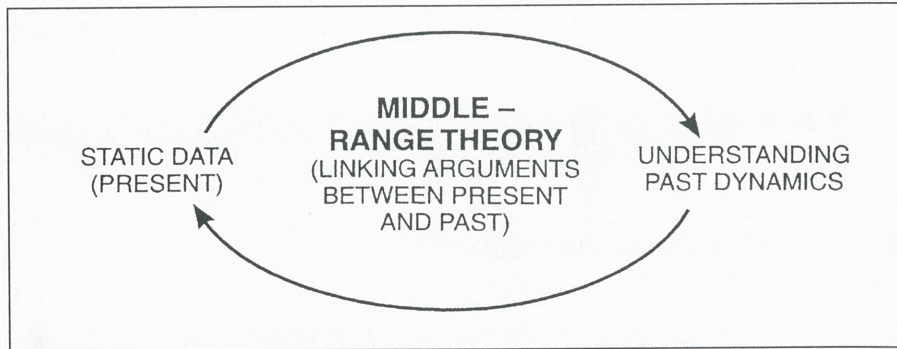 MIDDLE –
RANGE THEORY
(LINKING ARGUMENTS
BETWEEN PRESENT
AND PAST)
STATIC DATA
(PRESENT)
UNDERSTANDING
PAST DYNAMICS